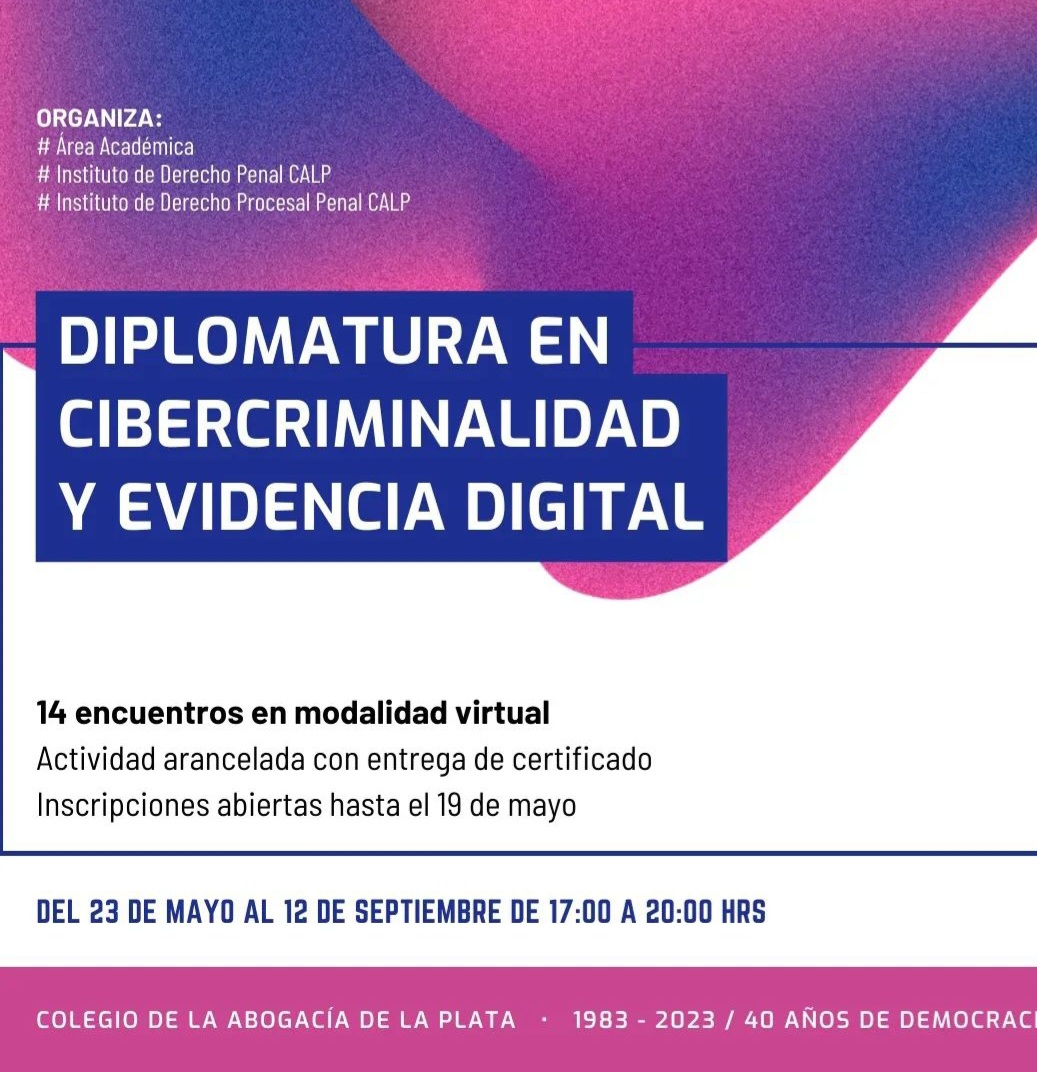 ORGANIZA:
# Área Académica
# Instituto de Derecho Penal CALP
# Instituto de Derecho Procesal Penal CALP
DIPLOMATURA EN
CIBERCRIMINALIDAD
Y EVIDENCIA DIGITAL
14 encuentros en modalidad virtual
Actividad arancelada con entrega de certificado
Inscripciones abiertas hasta el 19 de mayo
DEL 23 DE MAYO AL 12 DE SEPTIEMBRE DE 17:00 A 20:00 HRS
COLEGIO DE LA ABOGACÍA DE LA PLATA · 1983 - 2023 / 40 AÑOS DE